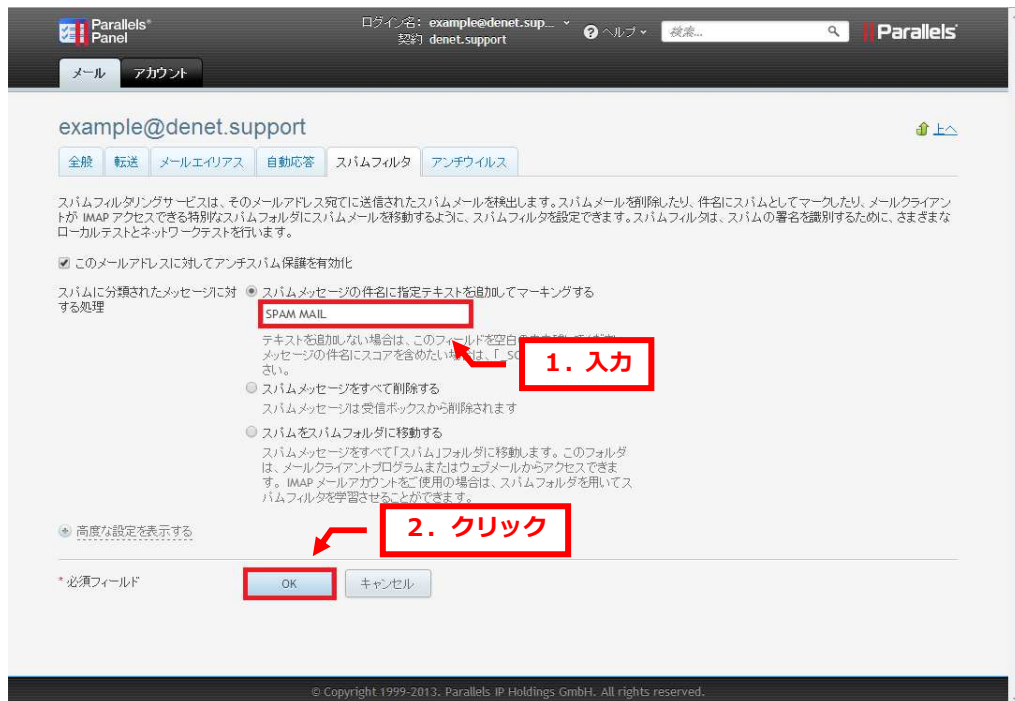 Parallels® Panel
ログイン名: example@denet.sup...
契約 denet.support
ヘルプ
検索...
Parallels®
メール アカウント
example@denet.support
上へ
全般 転送 メールエイリアス 自動応答 スパムフィルタ アンチウイルス
スパムフィルタリングサービスは、そのメールアドレス宛てに送信されたスパムメールを検出します。スパムメールを削除したり、件名にスパムとしてマークしたり、メールクライアン
トが IMAP アクセスできる特別なスパムフォルダにスパムメールを移動するように、スパムフィルタを設定できます。スパムフィルタは、スパムの署名を識別するために、さまざまな
ローカルテストとネットワークテストを行います。
このメールアドレスに対してアンチスパム保護を有効化
スパムに分類されたメッセージに対
する処理
スパムメッセージの件名に指定テキストを追加してマーキングする
SPAM MAIL
テキストを追加しない場合は、このフィールドを空白
メッセージの件名にスコアを含めたい場合は、「_SC
さい。
1. 入力
スパムメッセージをすべて削除する
スパムメッセージは受信ボックスから削除されます
スパムをスパムフォルダに移動する
スパムメッセージをすべて「スパム」フォルダに移動します。このフォルダ
は、メールクライアントプログラムまたはウェブメールからアクセスできま
す。IMAP メールアカウントをご使用の場合は、スパムフォルダを用いてス
パムフィルタを学習させることができます。
高度な設定を表示する
2. クリック
* 必須フィールド
OK キャンセル
© Copyright 1999-2013. Parallels IP Holdings GmbH. All rights reserved.